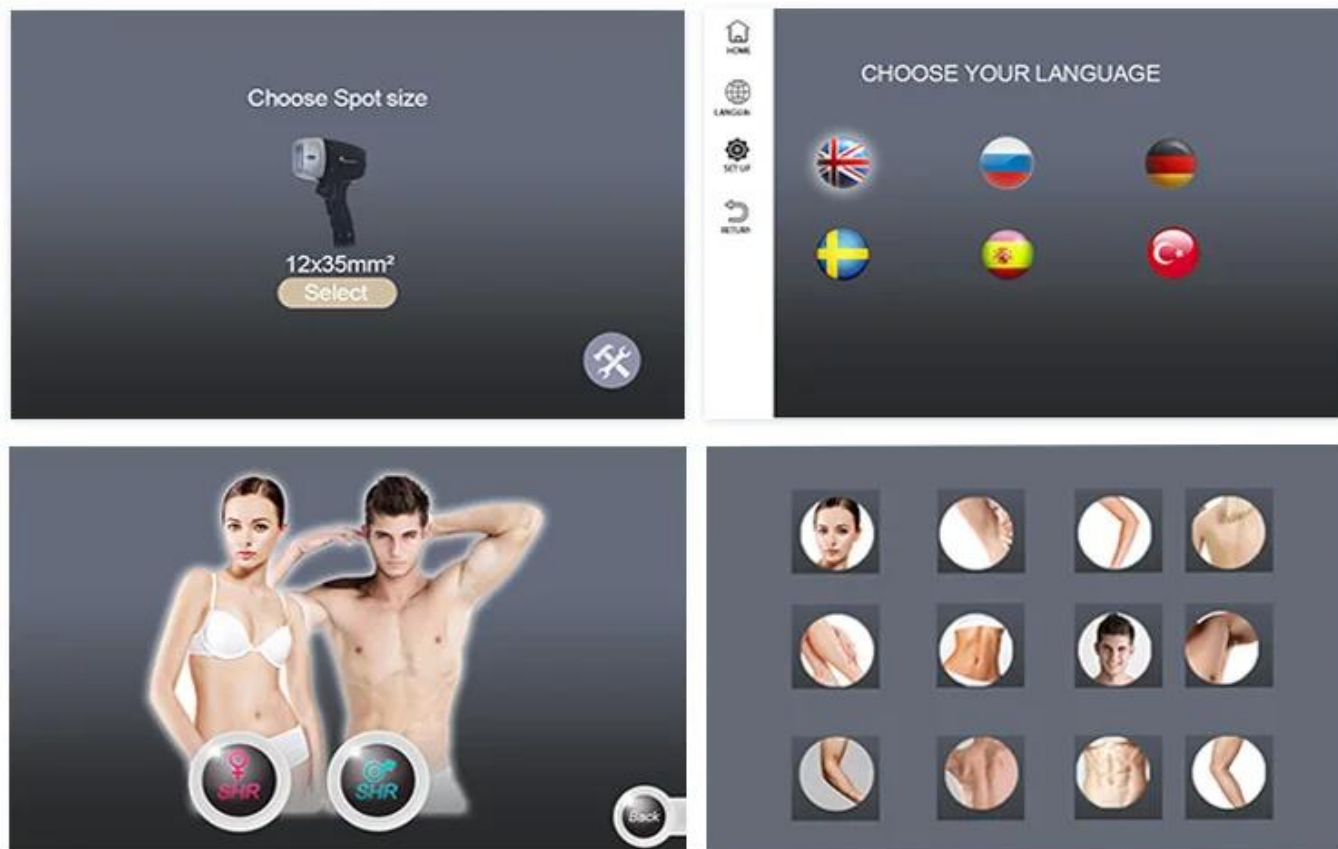 Choose Spot size
12x35mm²
Select
HOME
SET UP
RETURN
CHOOSE YOUR LANGUAGE
SHR
SHR
Back